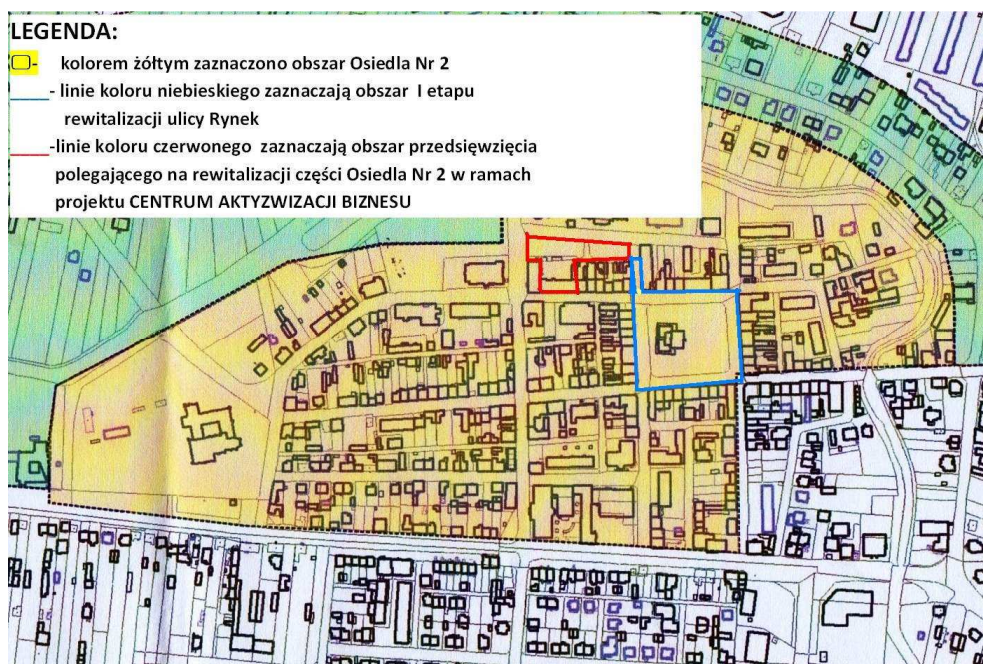 LEGENDA:
- kolorem żółtym zaznaczono obszar Osiedla Nr 2
- linie koloru niebieskiego zaznaczają obszar I etapu
rewitalizacji ulicy Rynek
-linie koloru czerwonego zaznaczają obszar przedsięwzięcia
polegającego na rewitalizacji części Osiedla Nr 2 w ramach
projektu CENTRUM AKTYZWIZACJI BIZNESU